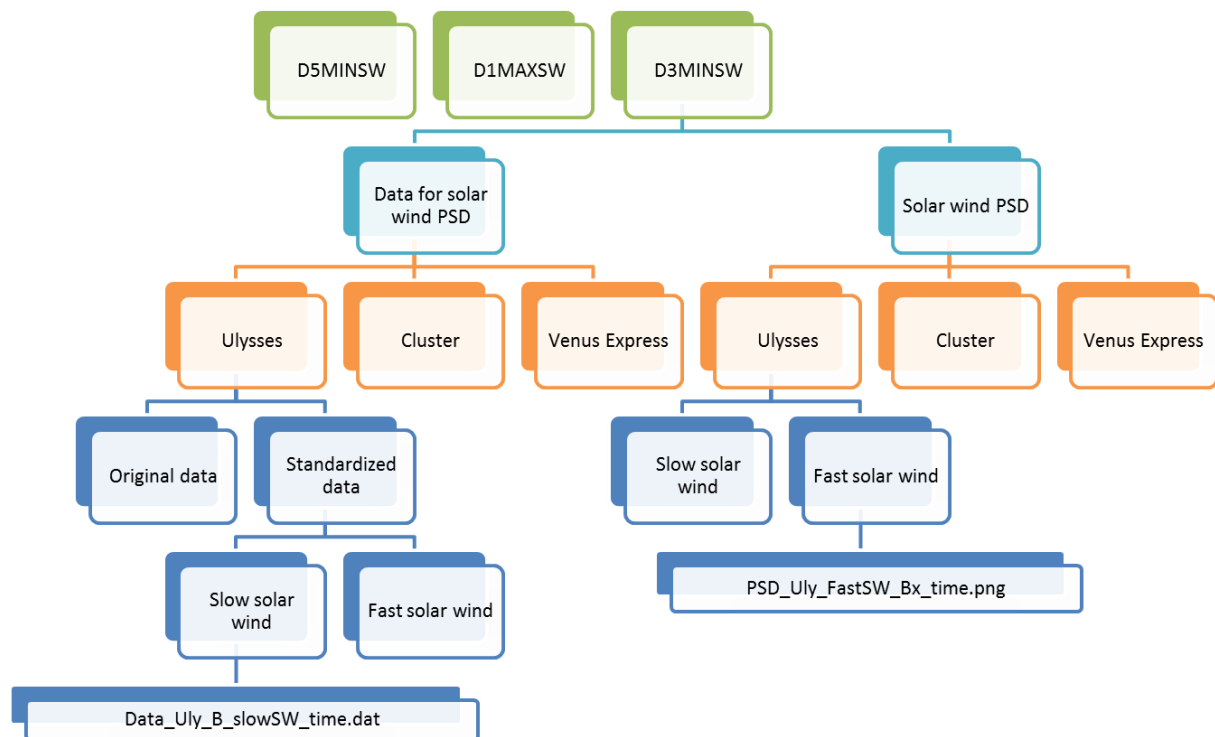 D5MINSW
D1MAXSW
D3MINSW
Data for solar
wind PSD
Solar wind PSD
Ulysses
Cluster
Venus Express
Ulysses
Cluster
Venus Express
Original data
Standardized
data
Slow solar
wind
Fast solar wind
Slow solar
wind
Fast solar wind
PSD_Uly_FastSW_Bx_time.png
Data_Uly_B_slowSW_time.dat